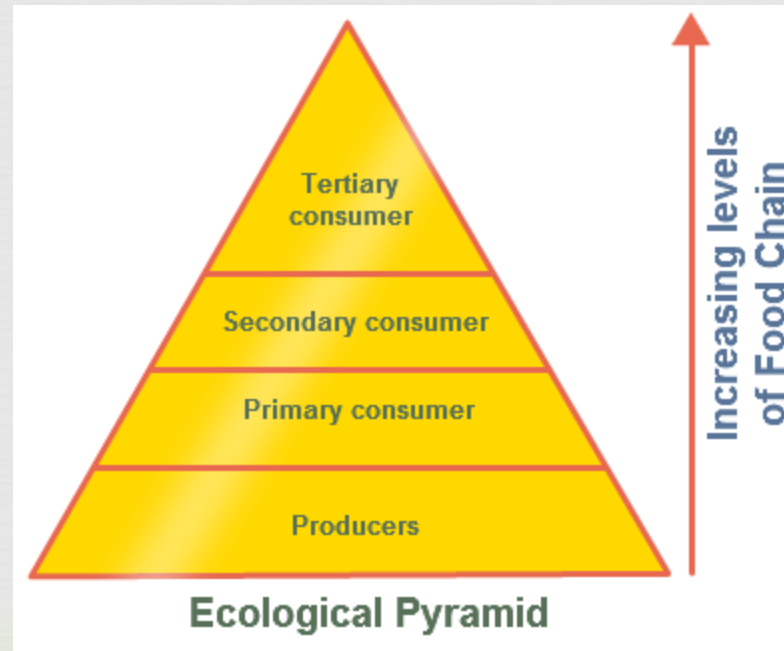 Tertiary
consumer
Secondary consumer
Primary consumer
Producers
Ecological Pyramid
Increasing levels
of Food Chain